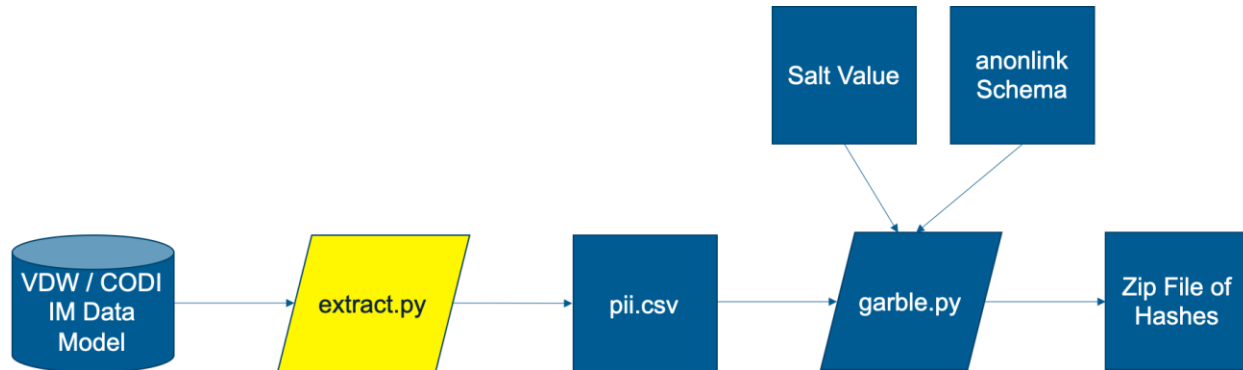 Salt Value
anonlink
Schema
VDW / CODI
IM Data
Model
extract.py
pii.csv
garble.py
Zip File of
Hashes